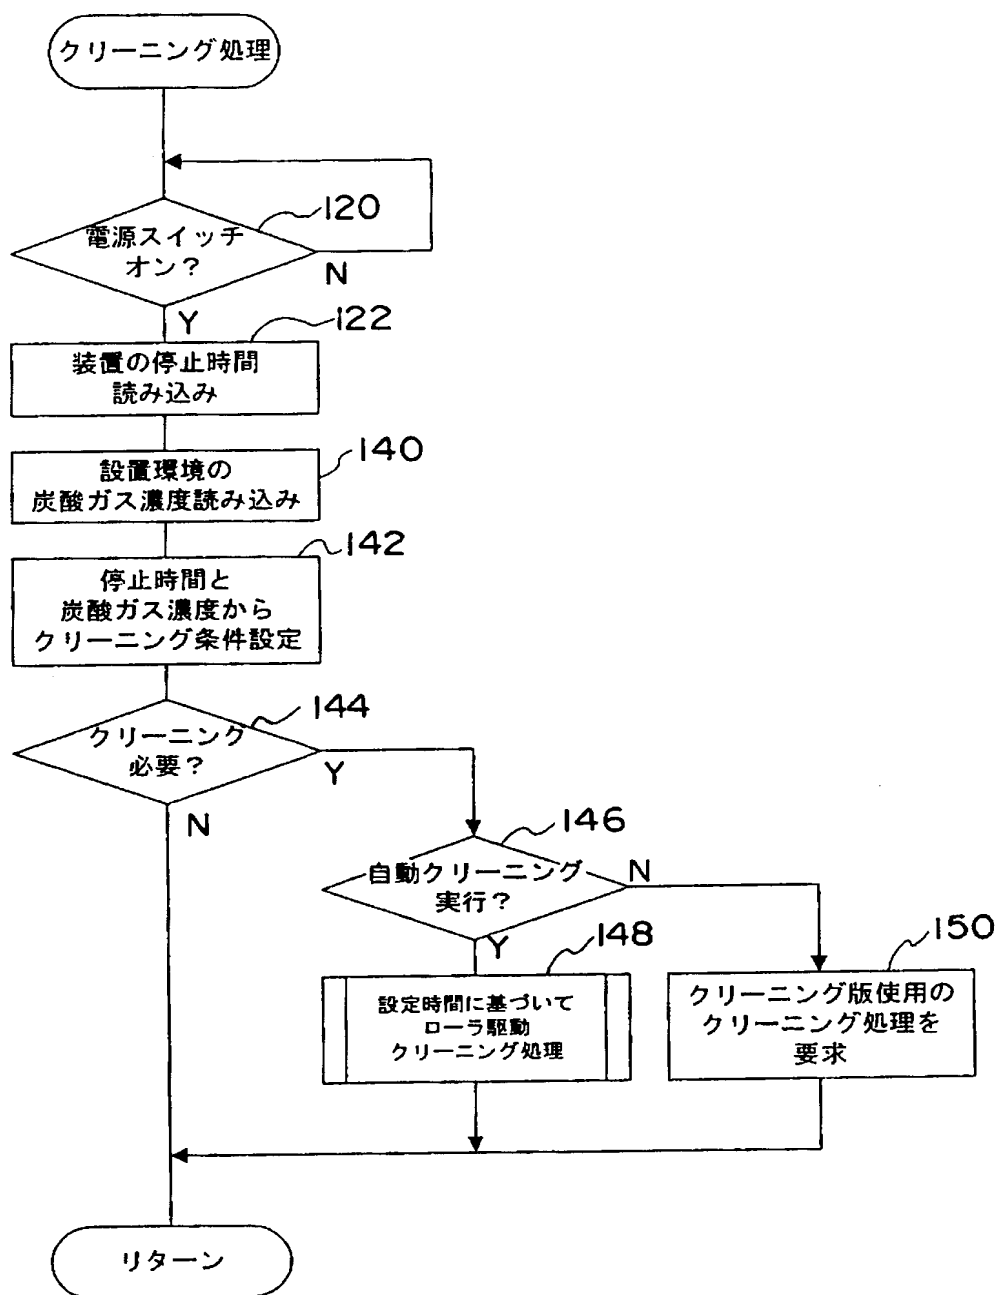 クリーニング処理
120
電源スイッチ
オン?
N
Y
122
装置の停止時間
読み込み
140
設置環境の
炭酸ガス濃度読み込み
142
停止時間と
炭酸ガス濃度から
クリーニング条件設定
144
クリーニング
必要?
Y
N
146
自動クリーニング
実行?
N
Y
148
設定時間に基づいて
ローラ駆動
クリーニング処理
150
クリーニング版使用の
クリーニング処理を
要求
リターン